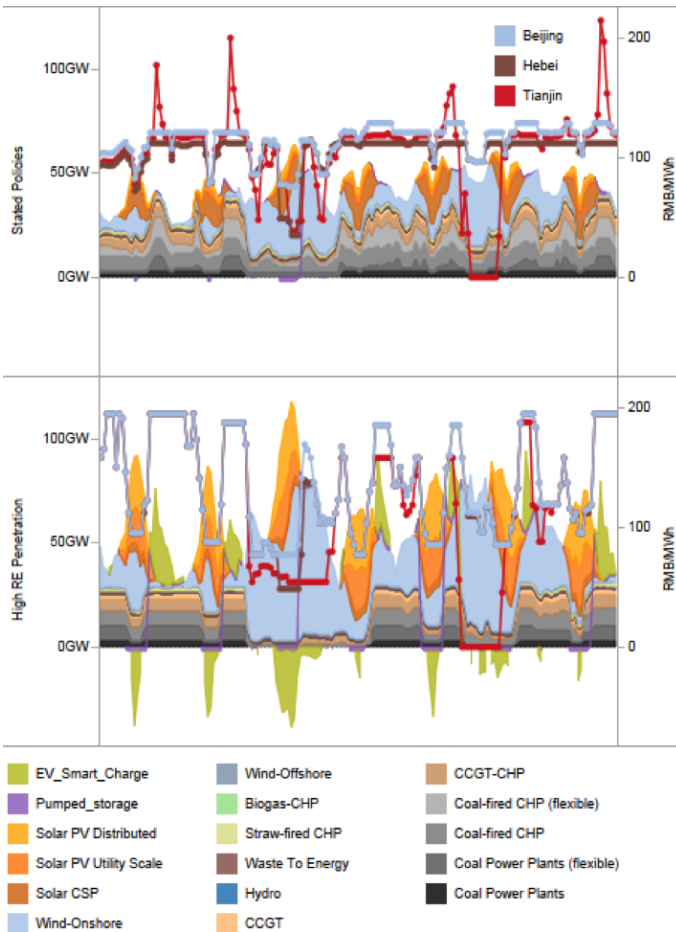 200
100GW
50GW
0GW
Stated Policies
Beijing
Hebei
Tianjin
100
0
RMB/MWh
200
100GW
50GW
0GW
High RE Penetration
100
0
RMB/MWh
EV_Smart_Charge
Wind-Offshore
CCGT-CHP
Pumped_storage
Biogas-CHP
Coal-fired CHP (flexible)
Solar PV Distributed
Straw-fired CHP
Coal-fired CHP
Solar PV Utility Scale
Waste To Energy
Coal Power Plants (flexible)
Solar CSP
Hydro
Coal Power Plants
Wind-Onshore
CCGT